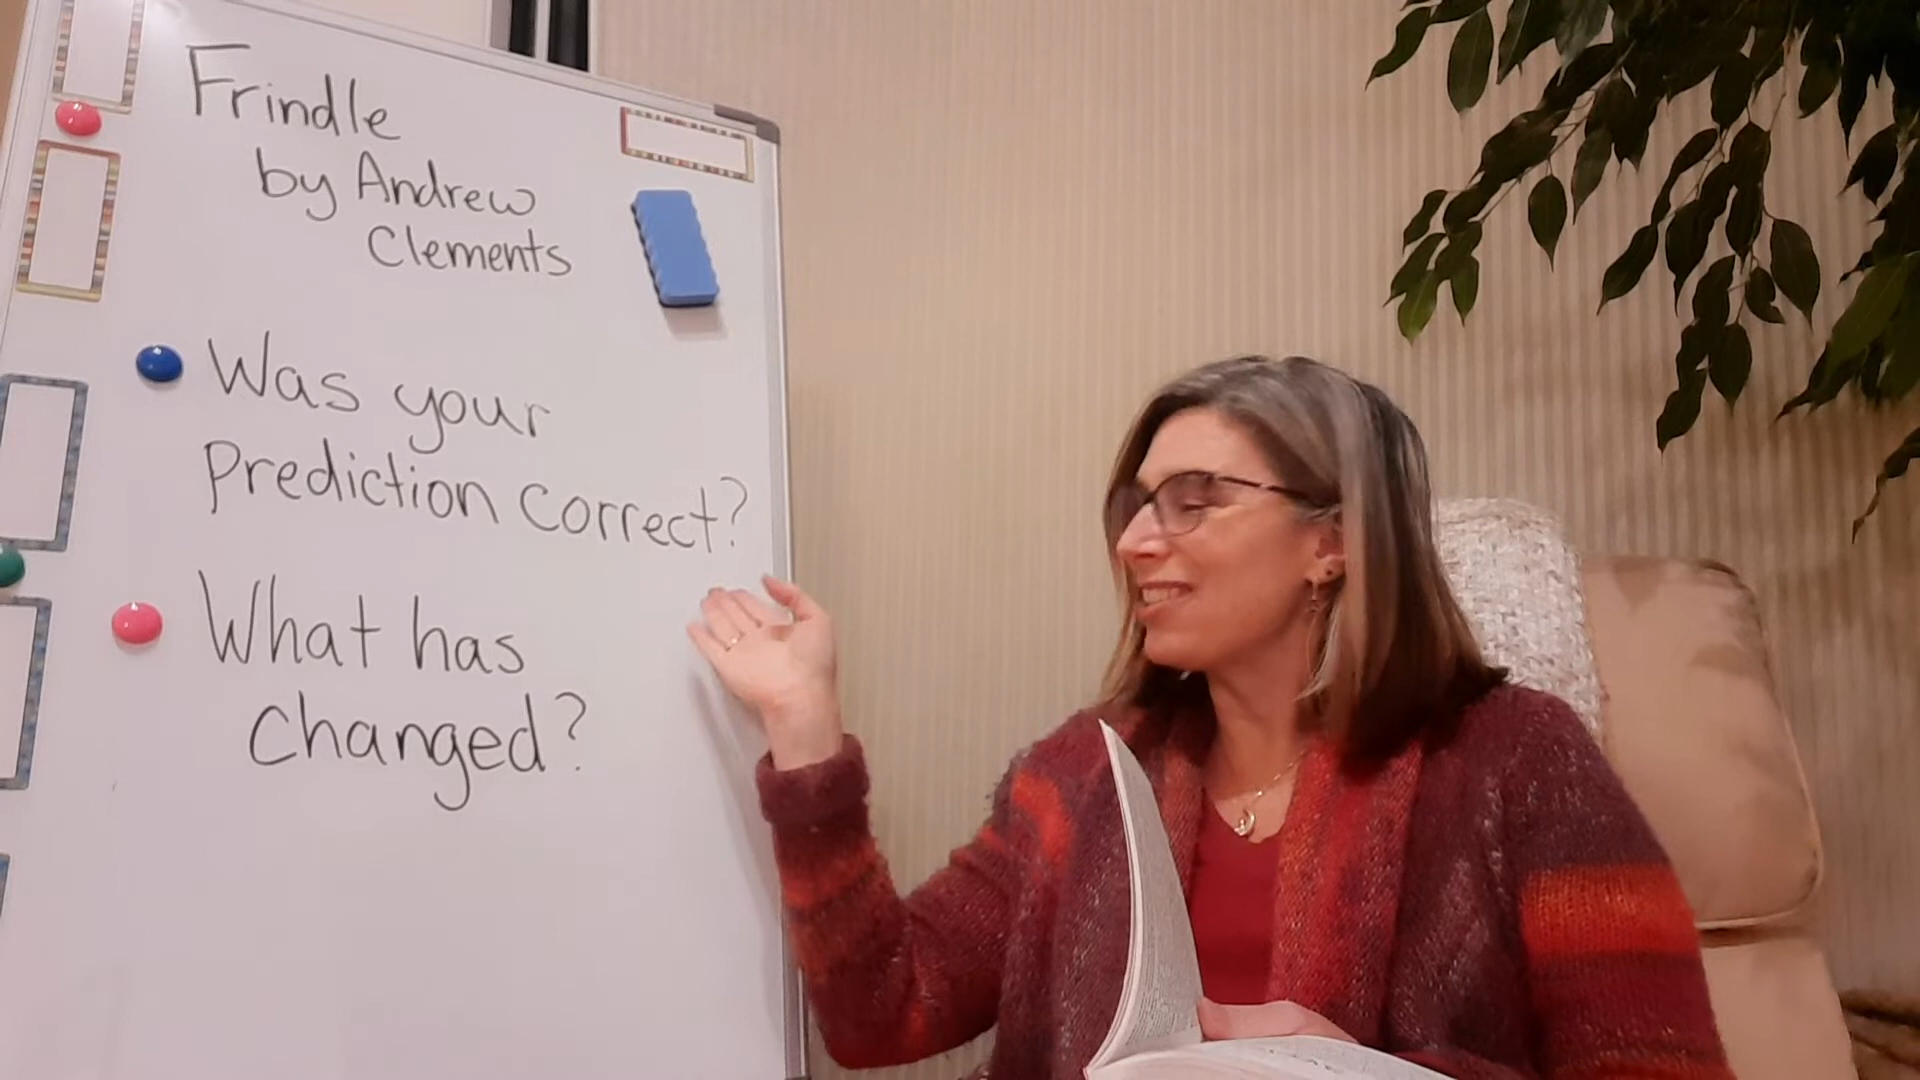 Frindle
by Andrew
Clements
Was your
prediction correct?
What has
changed?